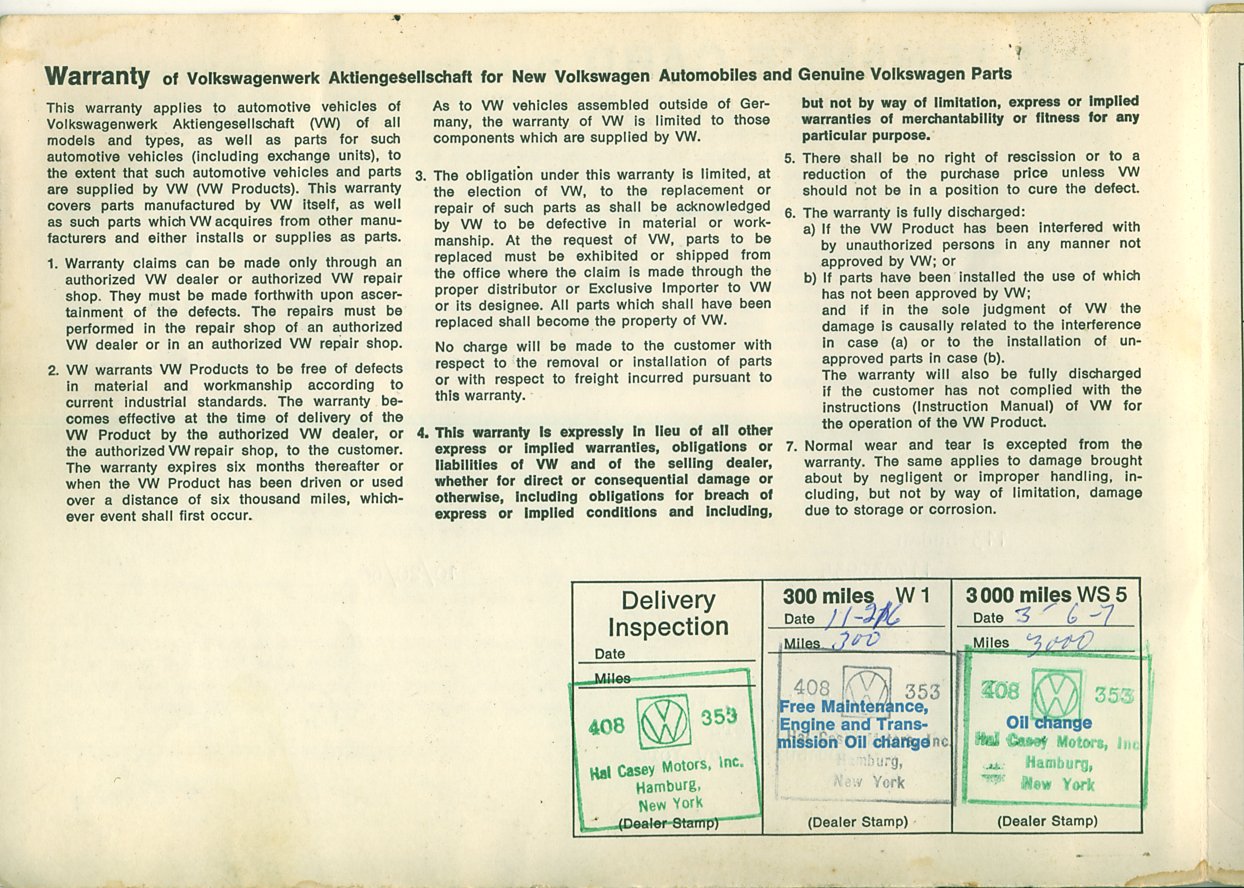 Warranty of Volkswagenwerk Aktiengesellschaft for New Volkswagen Automobiles and Genuine Volkswagen Parts
This warranty applies to automotive vehicles of
Volkswagenwerk Aktiengesellschaft (VW) of all
models and types, as well as parts for such
automotive vehicles (including exchange units), to
the extent that such automotive vehicles and parts
are supplied by VW (VW Products). This warranty
covers parts manufactured by VW itself, as well
as such parts which VW acquires from other manu-
facturers and either installs or supplies as parts.
1. Warranty claims can be made only through an
authorized VW dealer or authorized VW repair
shop. They must be made forthwith upon ascer-
tainment of the defects. The repairs must be
performed in the repair shop of an authorized
VW dealer or in an authorized VW repair shop.
2. VW warrants VW Products to be free of defects
in material and workmanship according to
current industrial standards. The warranty be-
comes effective at the time of delivery of the
VW Product by the authorized VW dealer, or
the authorized VW repair shop, to the customer.
The warranty expires six months thereafter or
when the VW Product has been driven or used
over a distance of six thousand miles, which-
ever event shall first occur.
As to VW vehicles assembled outside of Ger-
many, the warranty of VW is limited to those
components which are supplied by VW.
3. The obligation under this warranty is limited, at
the election of VW, to the replacement or
repair of such parts as shall be acknowledged
by VW to be defective in material or work-
manship. At the request of VW, parts to be
replaced must be exhibited or shipped from
the office where the claim is made through the
proper distributor or Exclusive Importer to VW
or its designee. All parts which shall have been
replaced shall become the property of VW.
No charge will be made to the customer with
respect to the removal or installation of parts
or with respect to freight incurred pursuant to
this warranty.
4. This warranty is expressly in lieu of all other
express or implied warranties, obligations or
liabilities of VW and of the selling dealer,
whether for direct or consequential damage or
otherwise, including obligations for breach of
express or implied conditions and including,
but not by way of limitation, express or implied
warranties of merchantability or fitness for any
particular purpose.
5. There shall be no right of rescission or to a
reduction of the purchase price unless VW
should not be in a position to cure the defect.
6. The warranty is fully discharged:
a) If the VW Product has been interfered with
by unauthorized persons in any manner not
approved by VW; or
b) If parts have been installed the use of which
has not been approved by VW;
and if in the sole judgment of VW the
damage is causally related to the interference
in case (a) or to the installation of un-
approved parts in case (b).
The warranty will also be fully discharged
if the customer has not complied with the
instructions (Instruction Manual) of VW for
the operation of the VW Product.
7. Normal wear and tear is excepted from the
warranty. The same applies to damage brought
about by negligent or improper handling, in-
cluding, but not by way of limitation, damage
due to storage or corrosion.
Delivery
Inspection
Date
Miles
408 353
Hal Casey Motors, Inc.
Hamburg,
New York
(Dealer Stamp)
300 miles W 1
Date
Miles 300
408 353
Free Maintenance,
Engine and Trans-
mission Oil change
Hal Casey Motors, Inc.
Hamburg,
New York
(Dealer Stamp)
3 000 miles WS 5
Date 3-6-7
Miles 3000
408 353
Oil change
Hal Casey Motors, Inc
Hamburg,
New York
(Dealer Stamp)